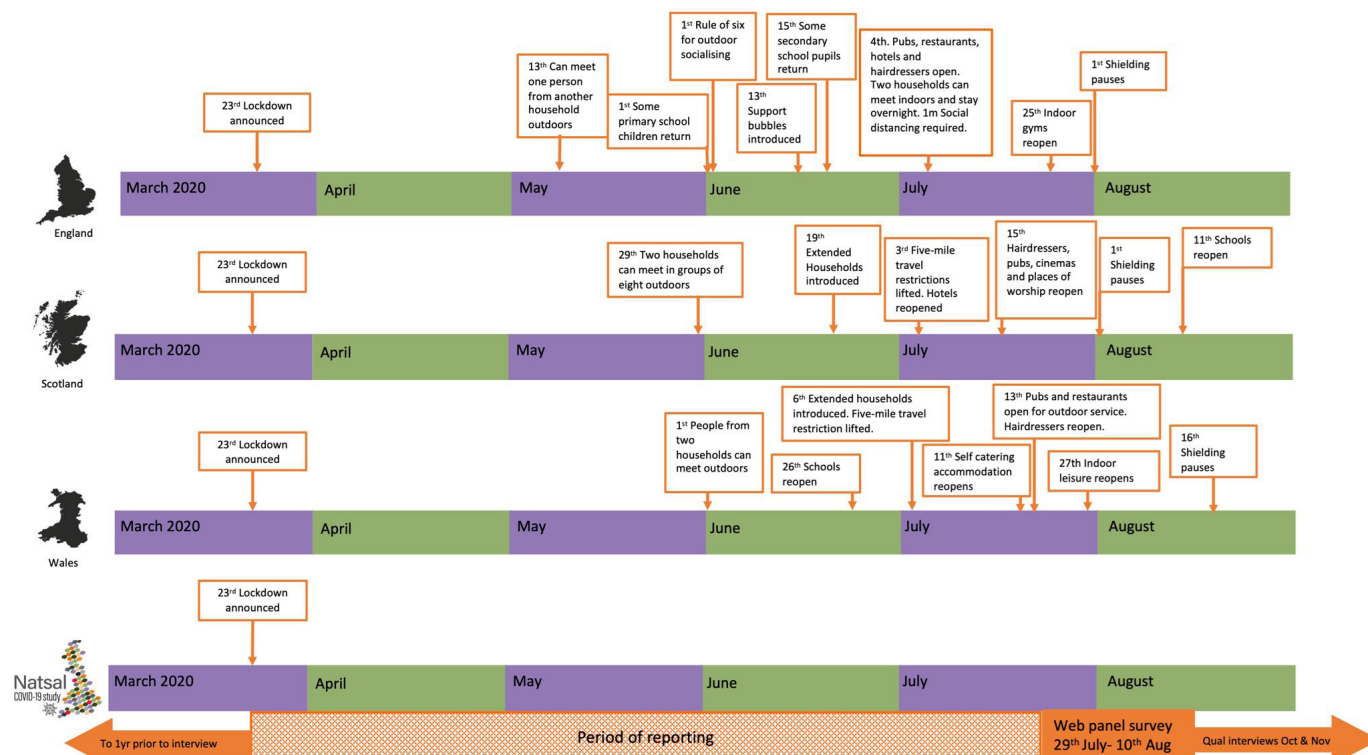 23rd Lockdown
announced
13th Can meet
one person
from another
household
outdoors
1st Some
primary school
children return
1st Rule of six
for outdoor
socialising
13th
Support
bubbles
introduced
15th Some
secondary
school pupils
return
4th. Pubs, restaurants,
hotels and
hairdressers open.
Two households can
meet indoors and stay
overnight. 1m Social
distancing required.
25th Indoor
gyms
reopen
1st Shielding
pauses
England
March 2020
April
May
June
July
August
23rd Lockdown
announced
29th Two households
can meet in groups of
eight outdoors
19th
Extended
Households
introduced
3rd Five-mile
travel
restrictions
lifted. Hotels
reopened
15th
Hairdressers,
pubs, cinemas
and places of
worship reopen
1st
Shielding
pauses
11th Schools
reopen
Scotland
March 2020
April
May
June
July
August
23rd Lockdown
announced
1st People from
two
households can
meet outdoors
26th Schools
reopen
6th Extended households
introduced. Five-mile travel
restriction lifted.
11th Self catering
accommodation
reopens
13th Pubs and restaurants
open for outdoor service.
Hairdressers reopen.
27th Indoor
leisure reopens
16th
Shielding
pauses
Wales
March 2020
April
May
June
July
August
23rd Lockdown
announced
Natsal
COVID-19 study
March 2020
April
May
June
July
August
To 1yr prior to interview
Period of reporting
Web panel survey
29th July- 10th Aug
Qual interviews Oct & Nov